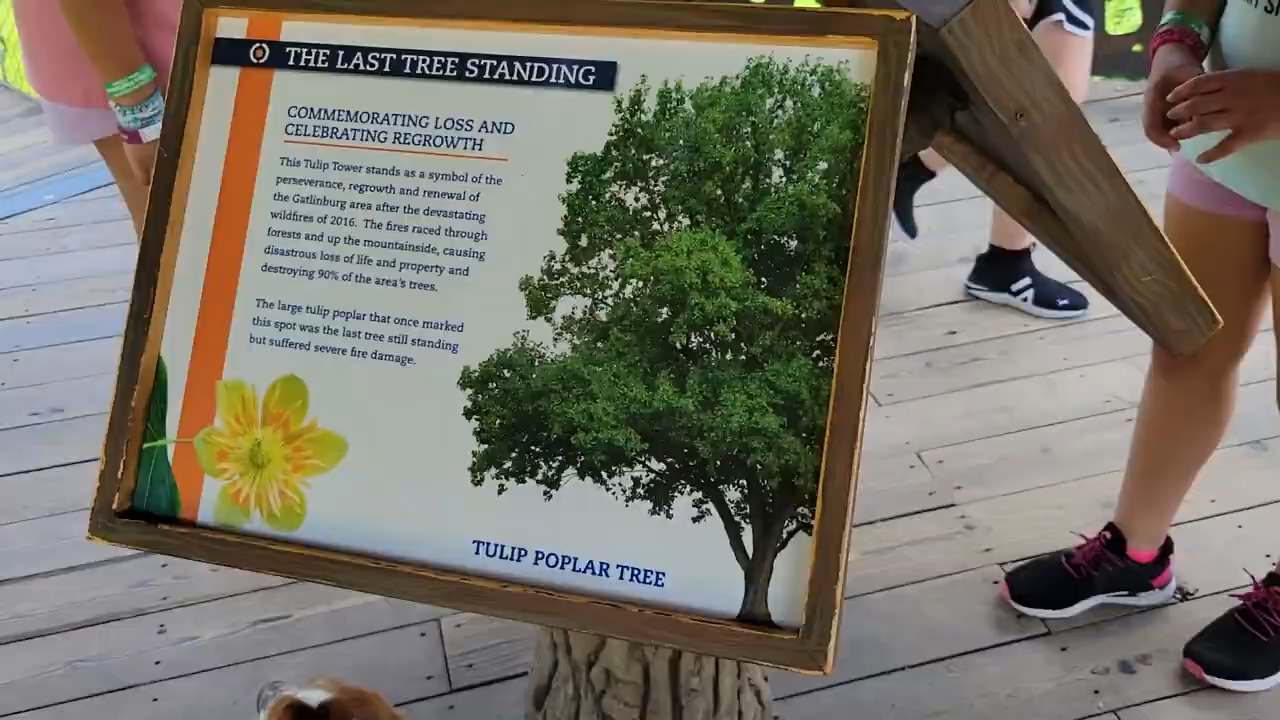 THE LAST TREE STANDING
COMMEMORATING LOSS AND
CELEBRATING REGROWTH
This Tulip Tower stands as a symbol of the
perseverance, regrowth and renewal of
the Gatlinburg area after the devastating
wildfires of 2016. The fires raced through
forests and up the mountainside, causing
disastrous loss of life and property and
destroying 90% of the area's trees.
The large tulip poplar that once marked
this spot was the last tree still standing
but suffered severe fire damage.
TULIP POPLAR TREE